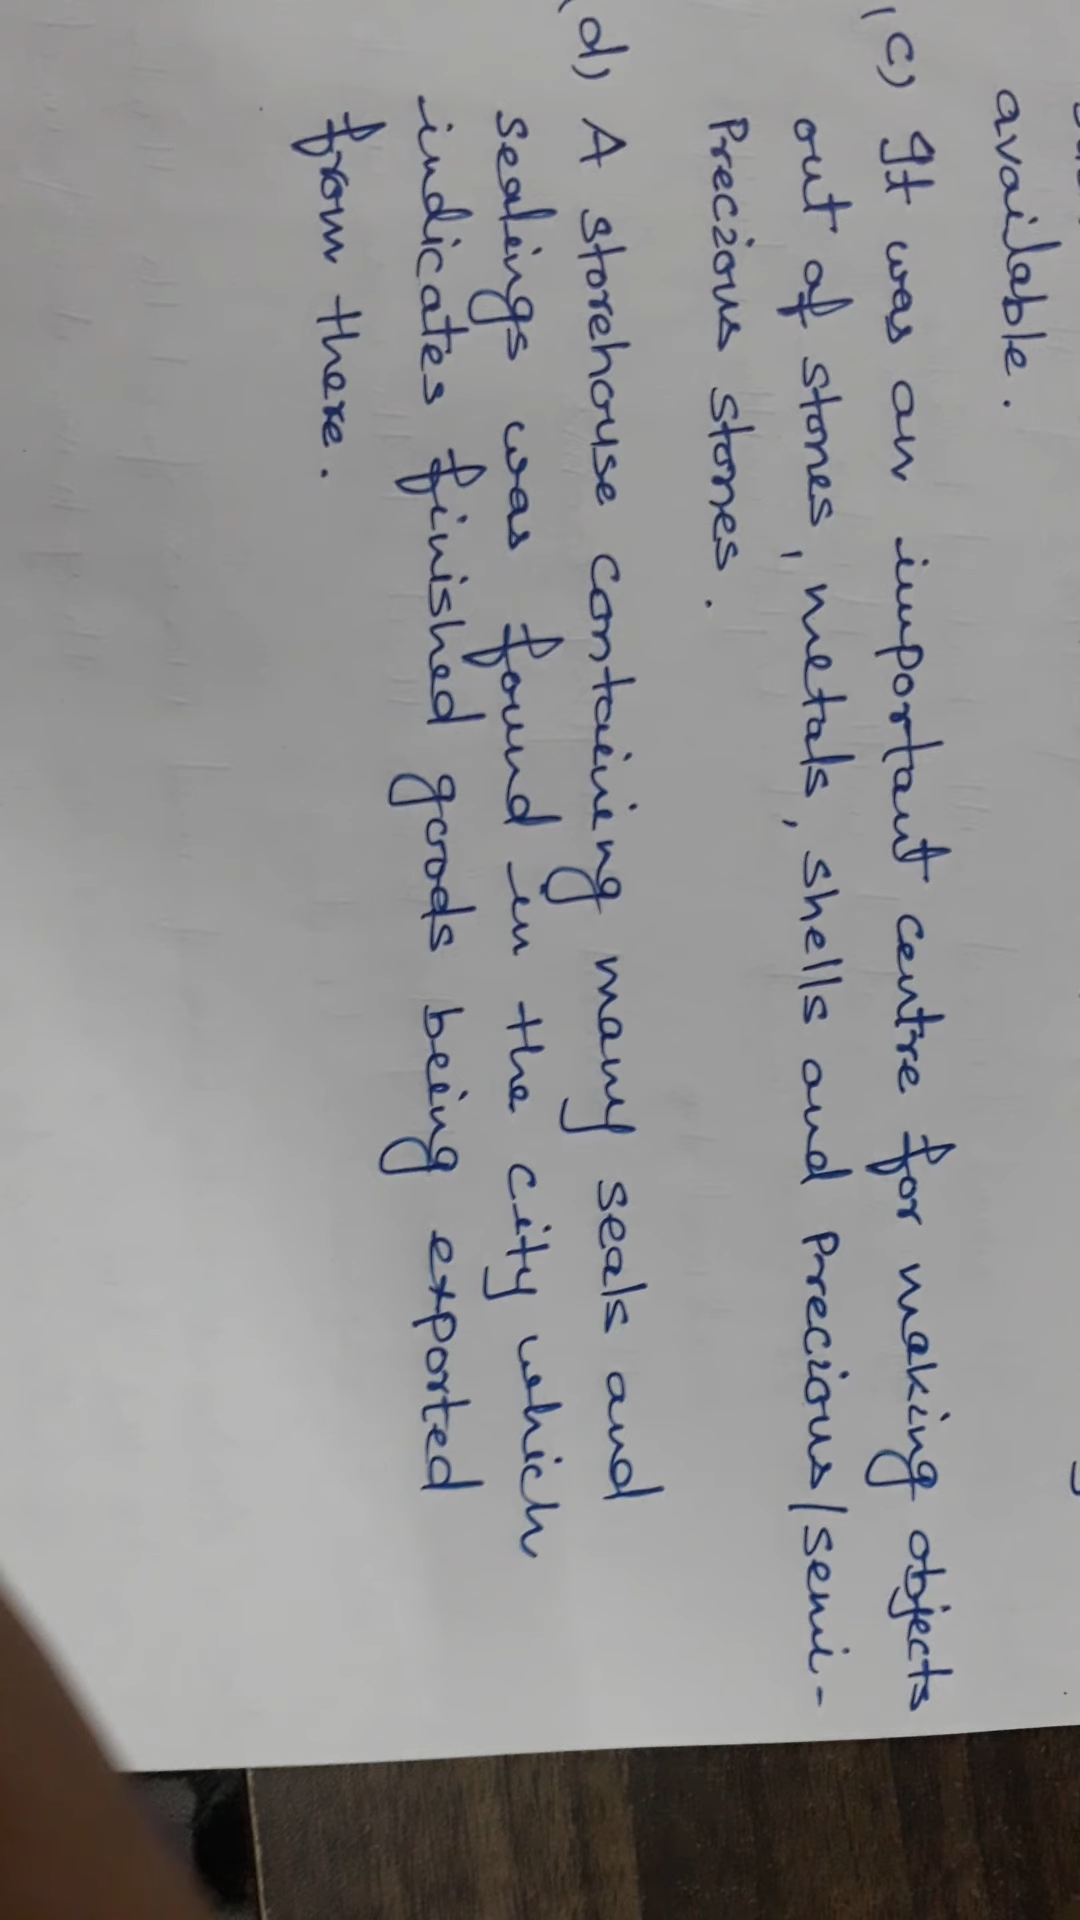 available.
(c) It was an important centre for making objects
out of stones, metals, shells and precious/semi-
precious stones.
(d) A storehouse containing many seals and
sealings was found in the city which
indicates finished goods being exported
from there.